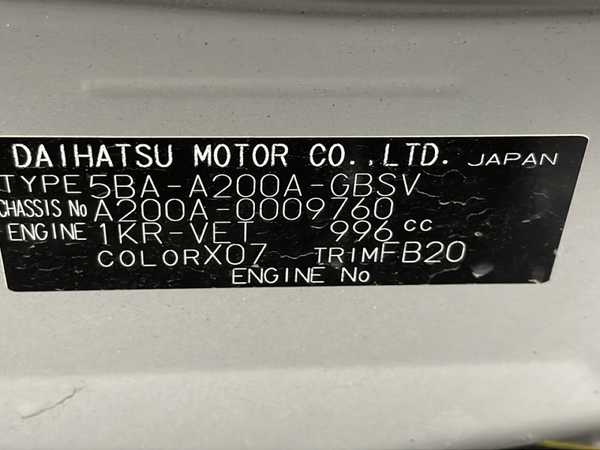 DAIHATSU MOTOR CO.,LTD. JAPAN
TYPE 5BA-A200A-GBSV
CHASSIS No A200A-0009760
ENGINE 1KR-VET 996 cc
COLOR X07 TRIM FB20
ENGINE No